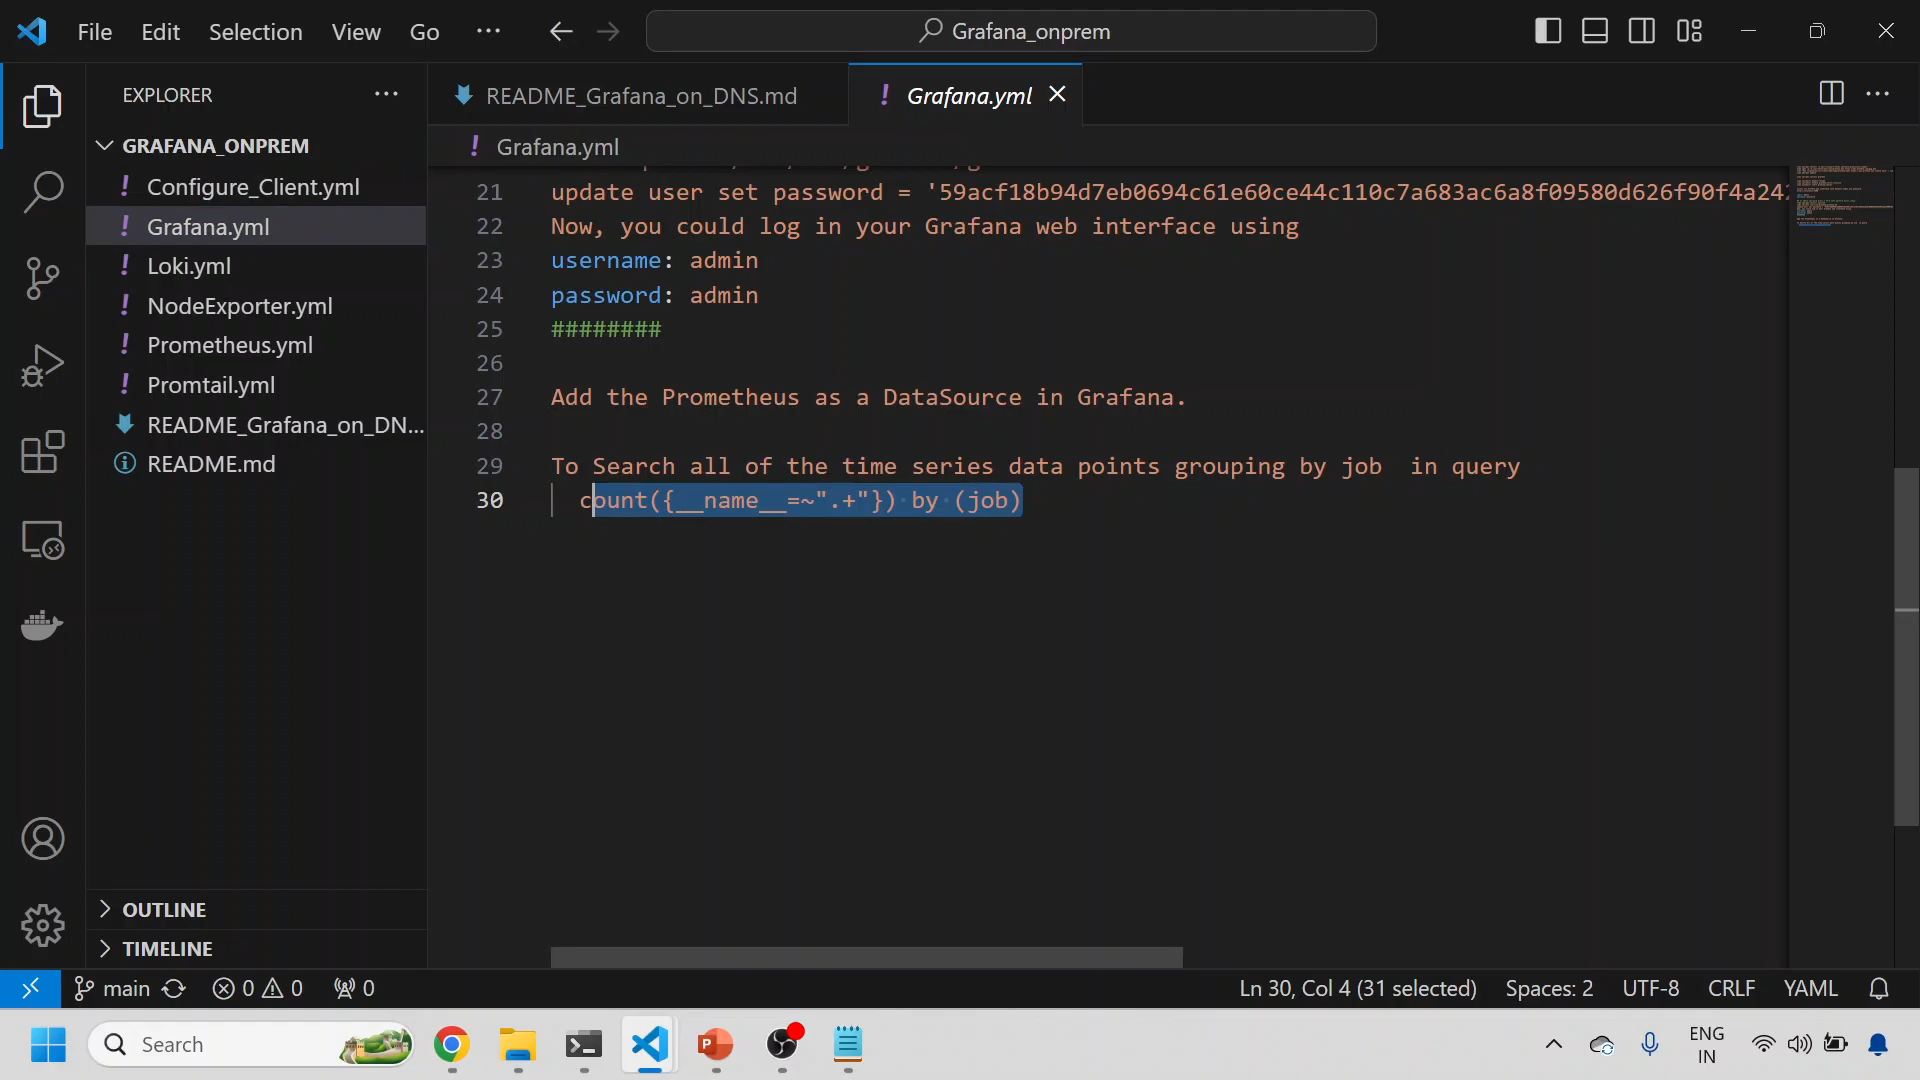 File Edit Selection View Go ··· Grafana_onprem
EXPLORER ···
GRAFANA_ONPREM
Configure_Client.yml
Grafana.yml
Loki.yml
NodeExporter.yml
Prometheus.yml
Promtail.yml
README_Grafana_on_DN...
README.md
OUTLINE
TIMELINE
README_Grafana_on_DNS.md Grafana.yml
Grafana.yml
21 update user set password = '59acf18b94d7eb0694c61e60ce44c110c7a683ac6a8f09580d626f90f4a242
22 Now, you could log in your Grafana web interface using
23 username: admin
24 password: admin
25 ########
26
27 Add the Prometheus as a DataSource in Grafana.
28
29 To Search all of the time series data points grouping by job  in query
30 count({__name__=~".+"}) by (job)
main 0 0 0 Ln 30, Col 4 (31 selected) Spaces: 2 UTF-8 CRLF YAML
Search ENG
IN